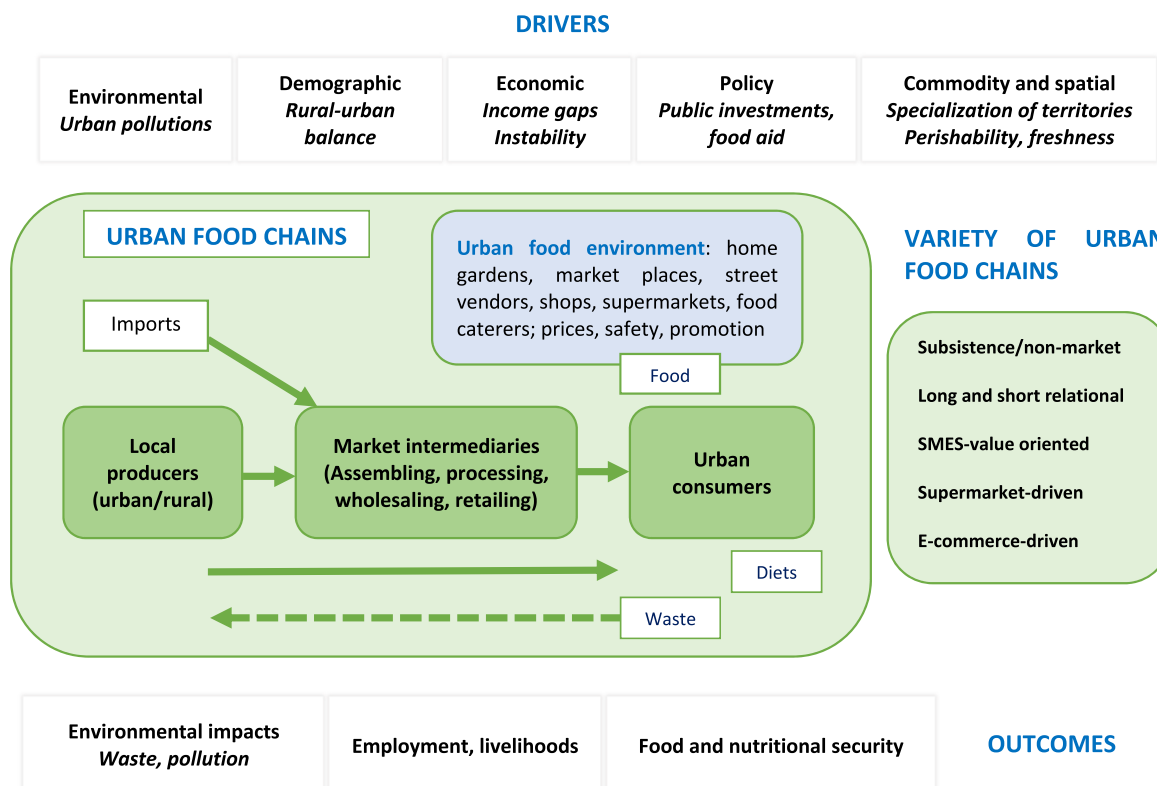 DRIVERS
Environmental
Urban pollutions
Demographic
Rural-urban
balance
Economic
Income gaps
Instability
Policy
Public investments,
food aid
Commodity and spatial
Specialization of territories
Perishability, freshness
URBAN FOOD CHAINS
Urban food environment: home
gardens, market places, street
vendors, shops, supermarkets, food
caterers; prices, safety, promotion
Imports
Food
Local
producers
(urban/rural)
Market intermediaries
(Assembling, processing,
wholesaling, retailing)
Urban
consumers
Diets
Waste
VARIETY OF URBAN
FOOD CHAINS
Subsistence/non-market
Long and short relational
SMES-value oriented
Supermarket-driven
E-commerce-driven
Environmental impacts
Waste, pollution
Employment, livelihoods
Food and nutritional security
OUTCOMES